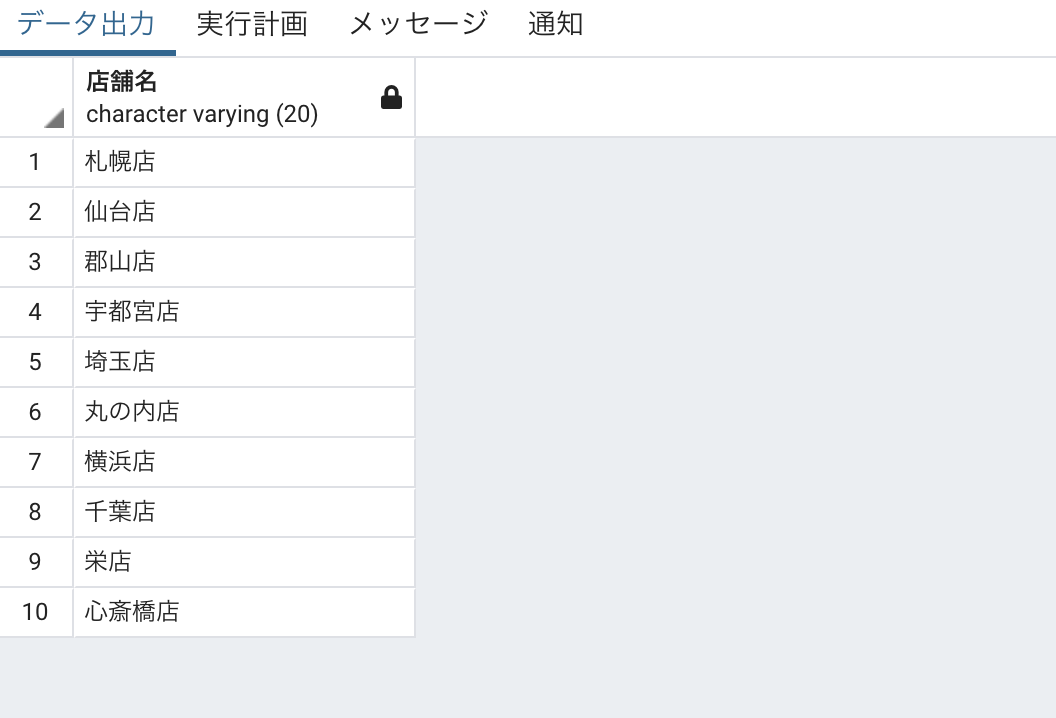 データ出力 実行計画 メッセージ 通知
店舗名
character varying (20)
1 札幌店
2 仙台店
3 郡山店
4 宇都宮店
5 埼玉店
6 丸の内店
7 横浜店
8 千葉店
9 栄店
10 心斎橋店